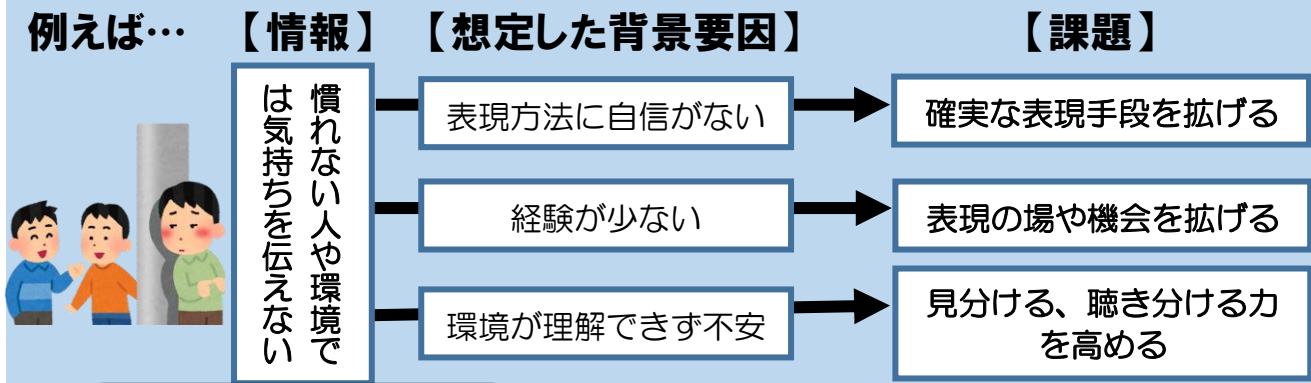 例えば… 【情報】 【想定した背景要因】 【課題】
慣れない人や環境で
は気持ちを伝えない
表現方法に自信がない
確実な表現手段を拡げる
経験が少ない
表現の場や機会を拡げる
環境が理解できず不安
見分ける、聴き分ける力
を高める